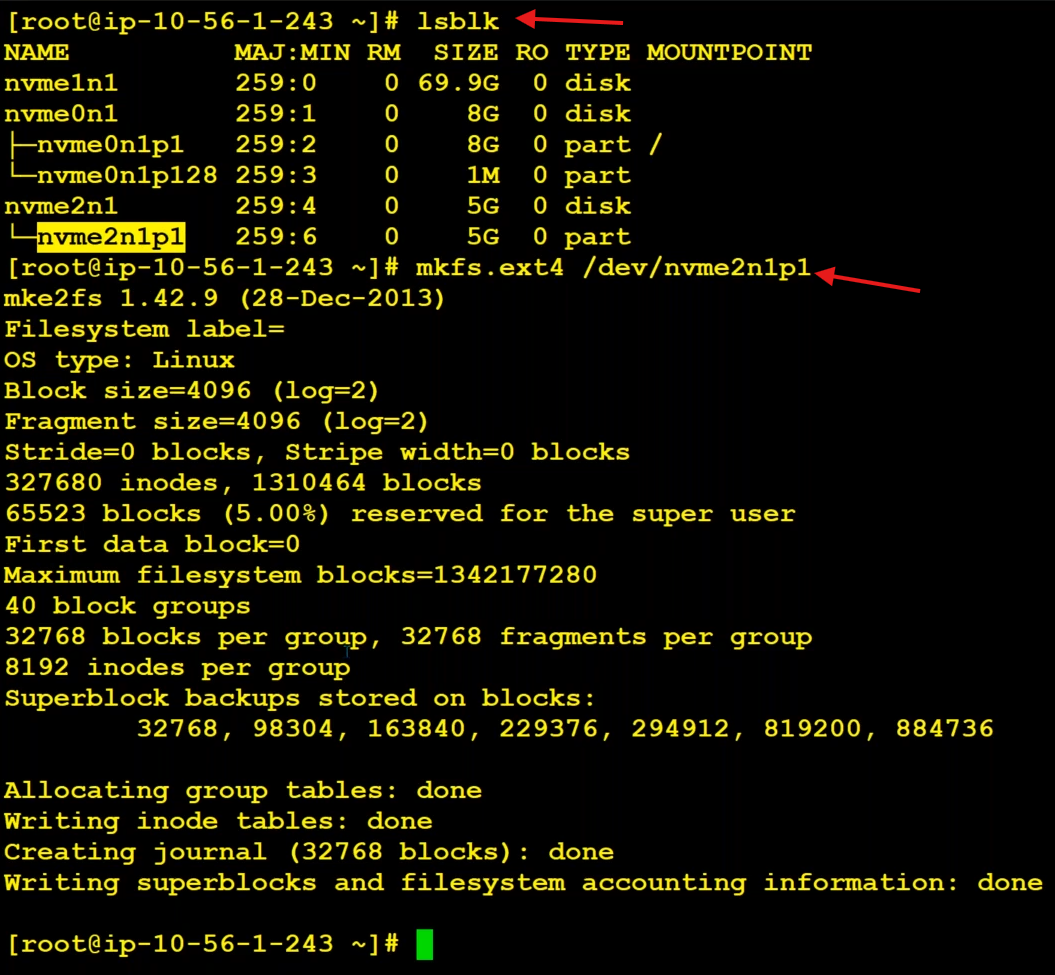 [root@ip-10-56-1-243 ~]# lsblk
NAME          MAJ:MIN RM  SIZE RO TYPE MOUNTPOINT
nvme1n1       259:0    0 69.9G  0 disk
nvme0n1       259:1    0    8G  0 disk
├─nvme0n1p1   259:2    0    8G  0 part /
└─nvme0n1p128 259:3    0    1M  0 part
nvme2n1       259:4    0    5G  0 disk
└─nvme2n1p1   259:6    0    5G  0 part
[root@ip-10-56-1-243 ~]# mkfs.ext4 /dev/nvme2n1p1
mke2fs 1.42.9 (28-Dec-2013)
Filesystem label=
OS type: Linux
Block size=4096 (log=2)
Fragment size=4096 (log=2)
Stride=0 blocks, Stripe width=0 blocks
327680 inodes, 1310464 blocks
65523 blocks (5.00%) reserved for the super user
First data block=0
Maximum filesystem blocks=1342177280
40 block groups
32768 blocks per group, 32768 fragments per group
8192 inodes per group
Superblock backups stored on blocks:
        32768, 98304, 163840, 229376, 294912, 819200, 884736
Allocating group tables: done
Writing inode tables: done
Creating journal (32768 blocks): done
Writing superblocks and filesystem accounting information: done
[root@ip-10-56-1-243 ~]#